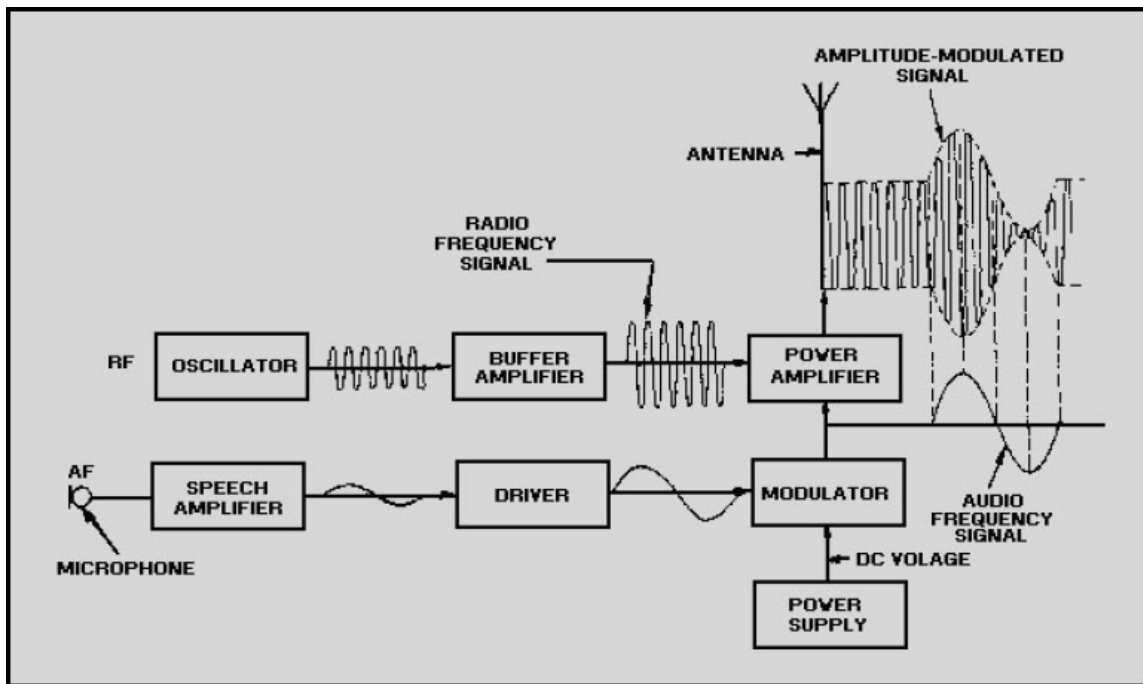 AMPLITUDE-MODULATED
SIGNAL
ANTENNA
RADIO
FREQUENCY
SIGNAL
RF
OSCILLATOR
BUFFER
AMPLIFIER
POWER
AMPLIFIER
AF
SPEECH
AMPLIFIER
DRIVER
MODULATOR
AUDIO
FREQUENCY
SIGNAL
MICROPHONE
DC VOLAGE
POWER
SUPPLY